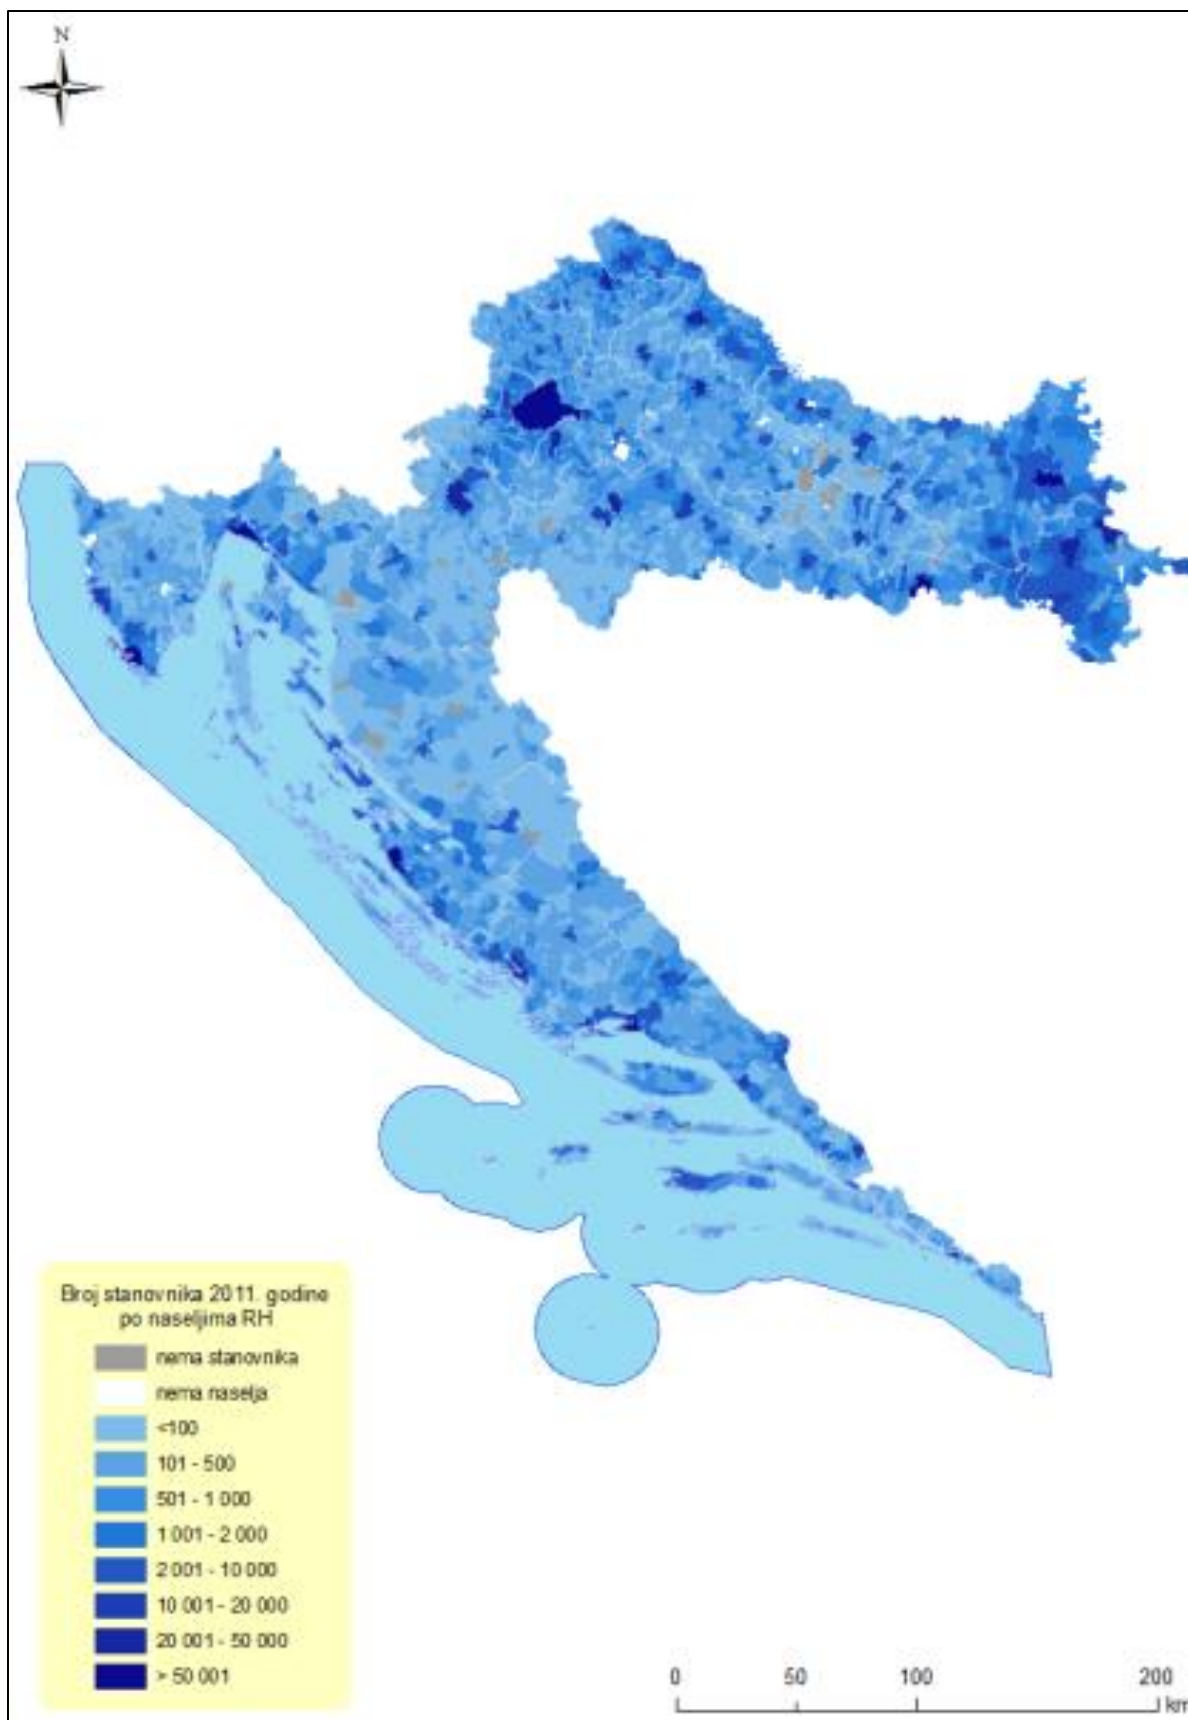 N
Broj stanovnika 2011. godine
po naseljima RH
nema stanovnika
nema naselja
<100
101 - 500
501 - 1 000
1 001 - 2 000
2 001 - 10 000
10 001 - 20 000
20 001 - 50 000
> 50 001
0 50 100 200
km